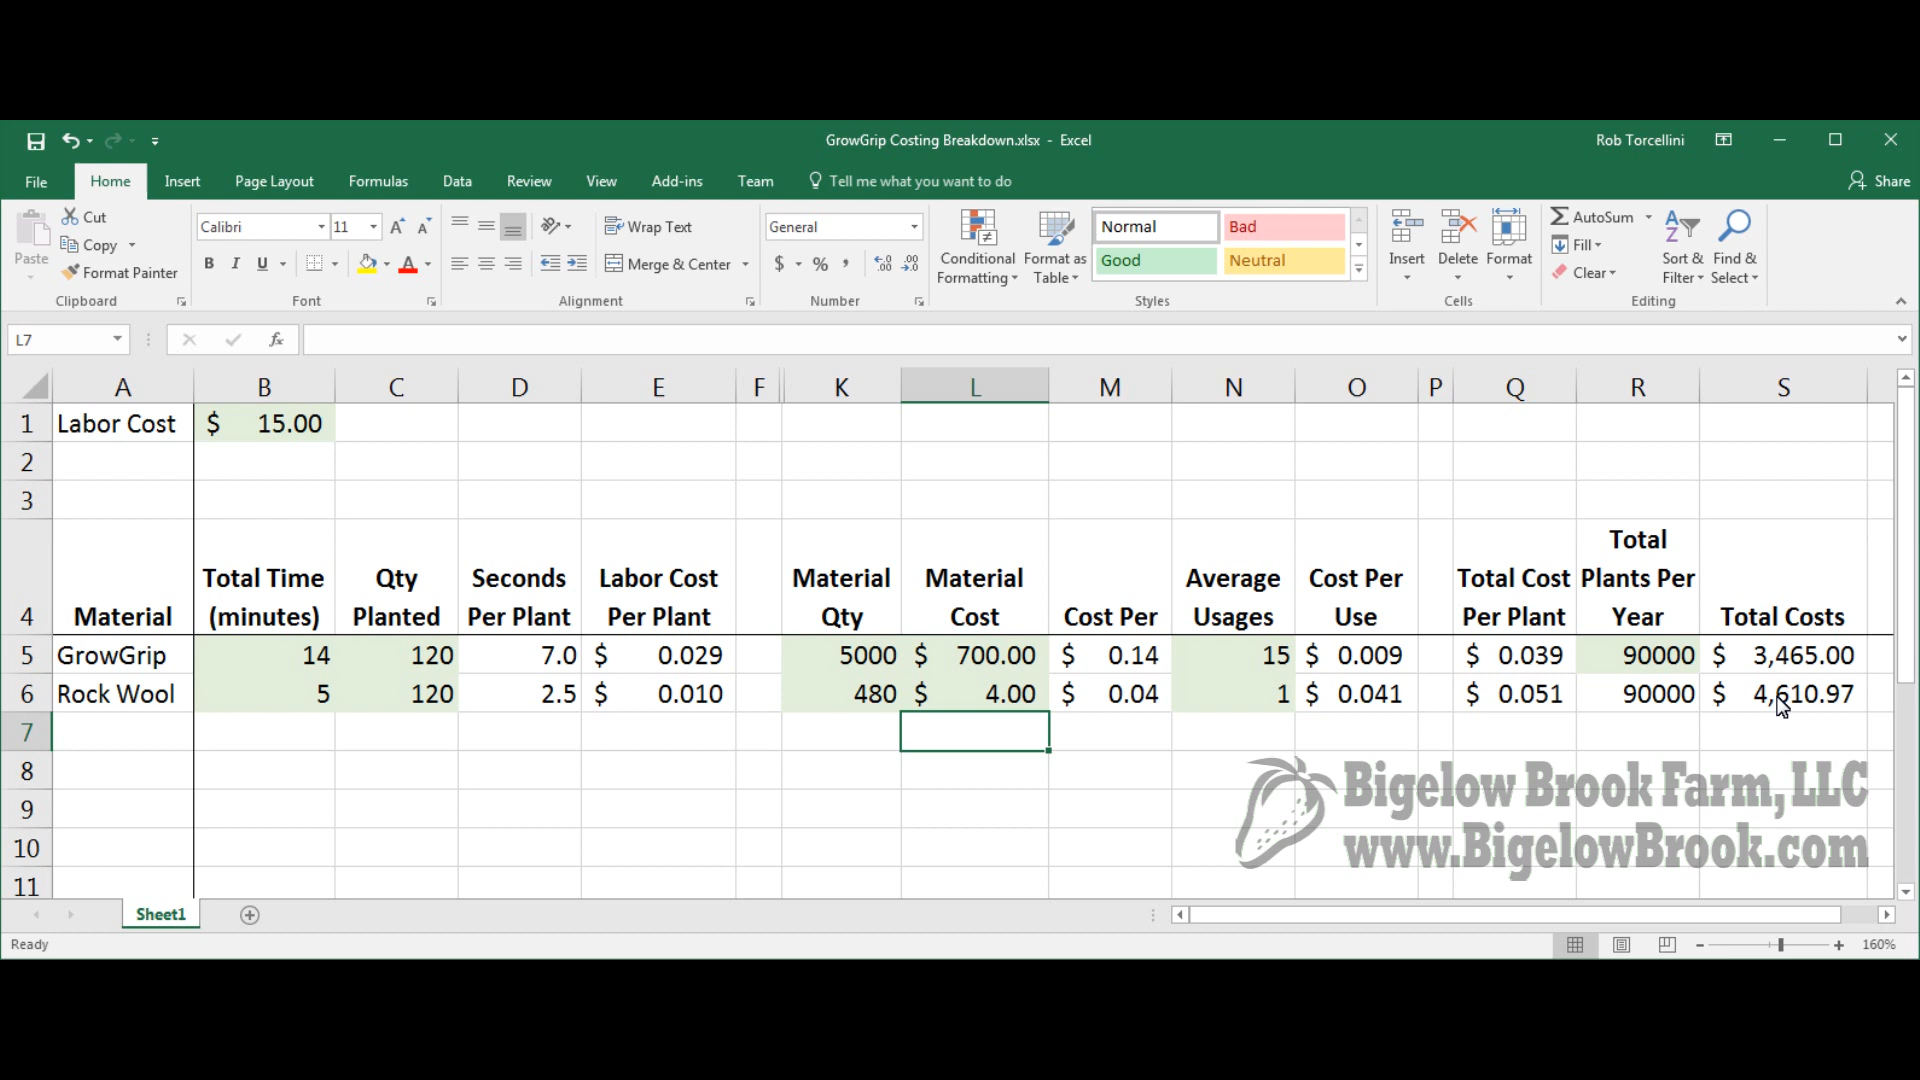 GrowGrip Costing Breakdown.xlsx - Excel
Rob Torcellini
File Home Insert Page Layout Formulas Data Review View Add-ins Team Tell me what you want to do Share
Paste
Cut
Copy
Format Painter
Clipboard
Calibri 11
A A
B I U A
Font
Wrap Text
Merge & Center
Alignment
General
$ % , .00 .00
Number
Conditional Formatting
Format as Table
Normal Bad
Good Neutral
Styles
Insert Delete Format
Cells
AutoSum
Fill
Clear
Sort & Filter
Find & Select
Editing
L7 fx
A B C D E F K L M N O P Q R S
1 Labor Cost $ 15.00
2
3
4 Material Total Time (minutes) Qty Planted Seconds Per Plant Labor Cost Per Plant Material Qty Material Cost Cost Per Average Usages Cost Per Use Total Cost Per Plant Total Plants Per Year Total Costs
5 GrowGrip 14 120 7.0 $ 0.029 5000 $ 700.00 $ 0.14 15 $ 0.009 $ 0.039 90000 $ 3,465.00
6 Rock Wool 5 120 2.5 $ 0.010 480 $ 4.00 $ 0.04 1 $ 0.041 $ 0.051 90000 $ 4,610.97
7
8
9
10
11
Bigelow Brook Farm, LLC
www.BigelowBrook.com
Sheet1
Ready
160%